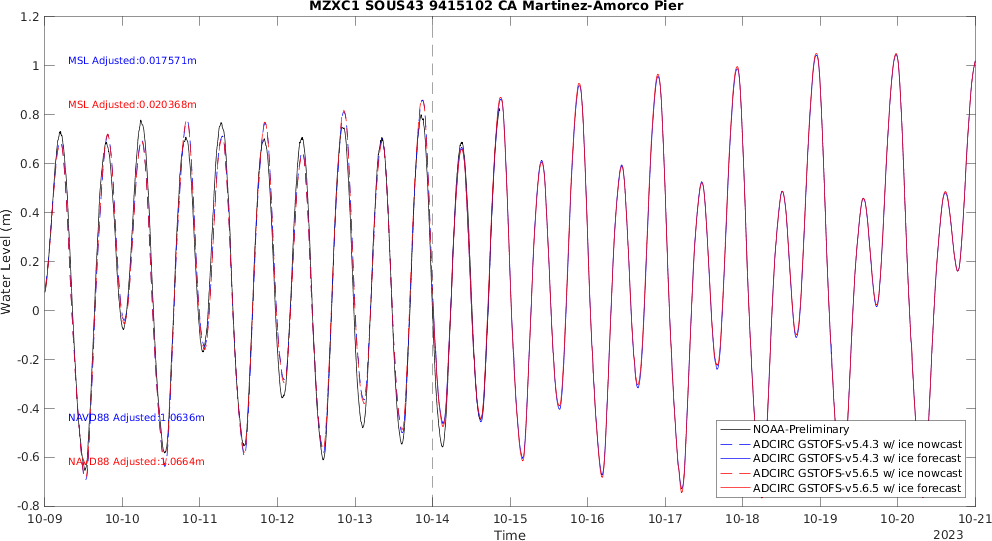 MZXC1 SOUS43 9415102 CA Martinez-Amorco Pier
1.2
1
0.8
0.6
0.4
0.2
0
-0.2
-0.4
-0.6
-0.8
Water Level (m)
MSL Adjusted:0.017571m
MSL Adjusted:0.020368m
NAVD88 Adjusted:1.0636m
NAVD88 Adjusted:1.0664m
NOAA-Preliminary
ADCIRC GSTOFS-v5.4.3 w/ ice nowcast
ADCIRC GSTOFS-v5.4.3 w/ ice forecast
ADCIRC GSTOFS-v5.6.5 w/ ice nowcast
ADCIRC GSTOFS-v5.6.5 w/ ice forecast
10-09 10-10 10-11 10-12 10-13 10-14 10-15 10-16 10-17 10-18 10-19 10-20 10-21
Time
2023